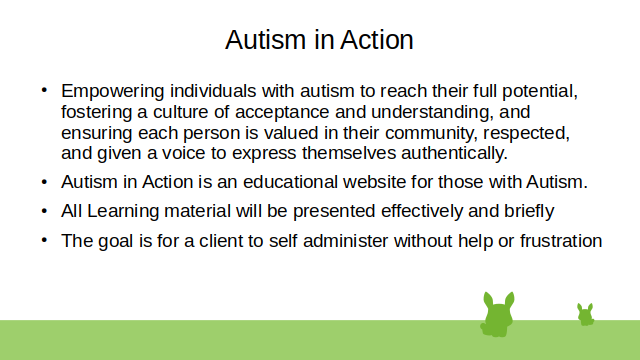 Autism in Action
• Empowering individuals with autism to reach their full potential,
fostering a culture of acceptance and understanding, and
ensuring each person is valued in their community, respected,
and given a voice to express themselves authentically.
• Autism in Action is an educational website for those with Autism.
• All Learning material will be presented effectively and briefly
• The goal is for a client to self administer without help or frustration